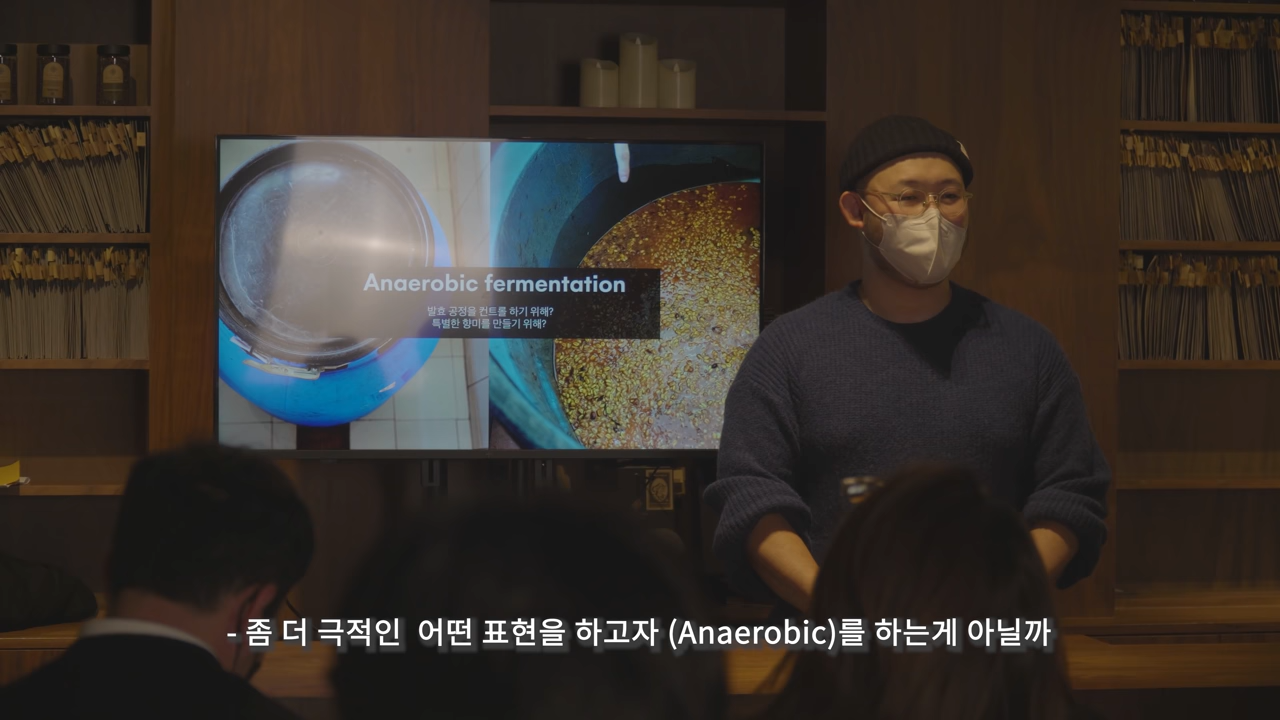 Anaerobic fermentation
발효 공정을 컨트롤 하기 위해?
특별한 향미를 만들기 위해?
- 좀 더 극적인 어떤 표현을 하고자 (Anaerobic)를 하는게 아닐까